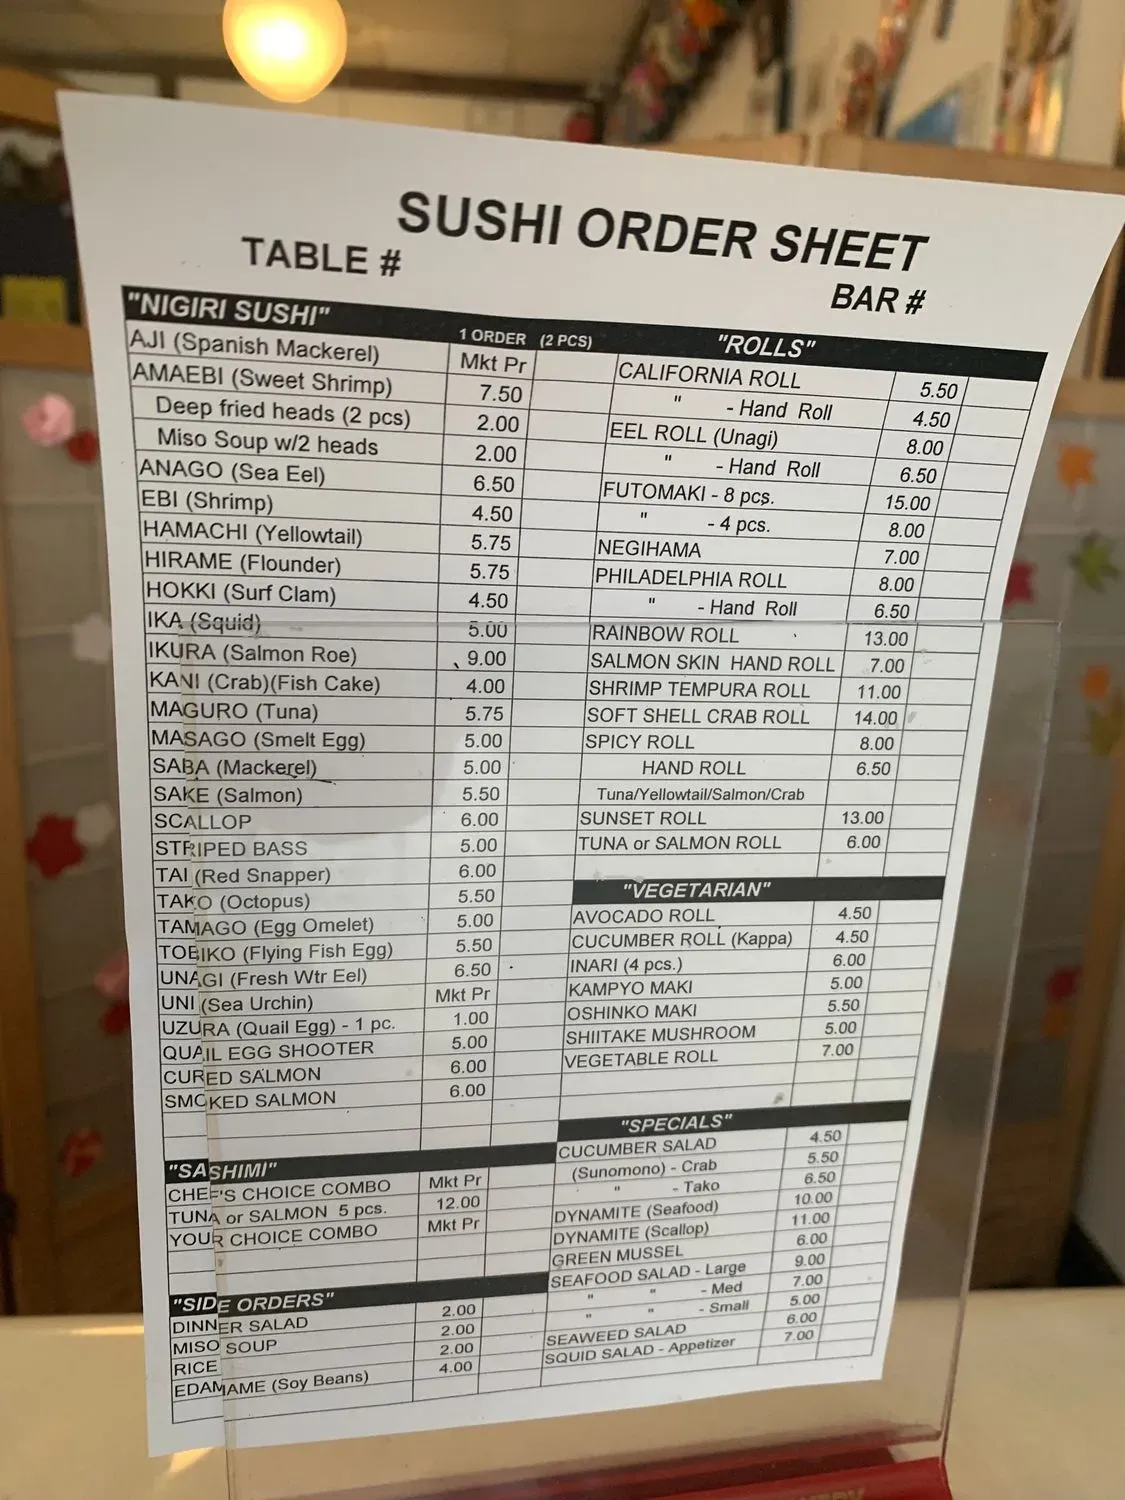 SUSHI ORDER SHEET
TABLE #
BAR #
"NIGIRI SUSHI" 1 ORDER (2 PCS)
AJI (Spanish Mackerel) Mkt Pr
AMAEBI (Sweet Shrimp) 7.50
Deep fried heads (2 pcs) 2.00
Miso Soup w/2 heads 2.00
ANAGO (Sea Eel) 6.50
EBI (Shrimp) 4.50
HAMACHI (Yellowtail) 5.75
HIRAME (Flounder) 5.75
HOKKI (Surf Clam) 4.50
IKA (Squid) 5.00
IKURA (Salmon Roe) 9.00
KANI (Crab)(Fish Cake) 4.00
MAGURO (Tuna) 5.75
MASAGO (Smelt Egg) 5.00
SABA (Mackerel) 5.00
SAKE (Salmon) 5.50
SCALLOP 6.00
STRIPED BASS 5.00
TAI (Red Snapper) 6.00
TAKO (Octopus) 5.50
TAMAGO (Egg Omelet) 5.00
TOBIKO (Flying Fish Egg) 5.50
UNAGI (Fresh Wtr Eel) 6.50
UNI (Sea Urchin) Mkt Pr
UZURA (Quail Egg) - 1 pc. 1.00
QUAIL EGG SHOOTER 5.00
CURED SALMON 6.00
SMOKED SALMON 6.00
"SASHIMI"
CHEF'S CHOICE COMBO Mkt Pr
TUNA or SALMON 5 pcs. 12.00
YOUR CHOICE COMBO Mkt Pr
"SIDE ORDERS"
DINNER SALAD 2.00
MISO SOUP 2.00
RICE 2.00
EDAMAME (Soy Beans) 4.00
"ROLLS"
CALIFORNIA ROLL 5.50
" - Hand Roll 4.50
EEL ROLL (Unagi) 8.00
" - Hand Roll 6.50
FUTOMAKI - 8 pcs. 15.00
" - 4 pcs. 8.00
NEGIHAMA 7.00
PHILADELPHIA ROLL 8.00
" - Hand Roll 6.50
RAINBOW ROLL 13.00
SALMON SKIN HAND ROLL 7.00
SHRIMP TEMPURA ROLL 11.00
SOFT SHELL CRAB ROLL 14.00
SPICY ROLL 8.00
HAND ROLL 6.50
Tuna/Yellowtail/Salmon/Crab
SUNSET ROLL 13.00
TUNA or SALMON ROLL 6.00
"VEGETARIAN"
AVOCADO ROLL 4.50
CUCUMBER ROLL (Kappa) 4.50
INARI (4 pcs.) 6.00
KAMPYO MAKI 5.00
OSHINKO MAKI 5.50
SHIITAKE MUSHROOM 5.00
VEGETABLE ROLL 7.00
"SPECIALS"
CUCUMBER SALAD 4.50
(Sunomono) - Crab 5.50
" - Tako 6.50
DYNAMITE (Seafood) 10.00
DYNAMITE (Scallop) 11.00
GREEN MUSSEL 6.00
SEAFOOD SALAD - Large 9.00
" " - Med 7.00
" " - Small 5.00
SEAWEED SALAD 6.00
SQUID SALAD - Appetizer 7.00